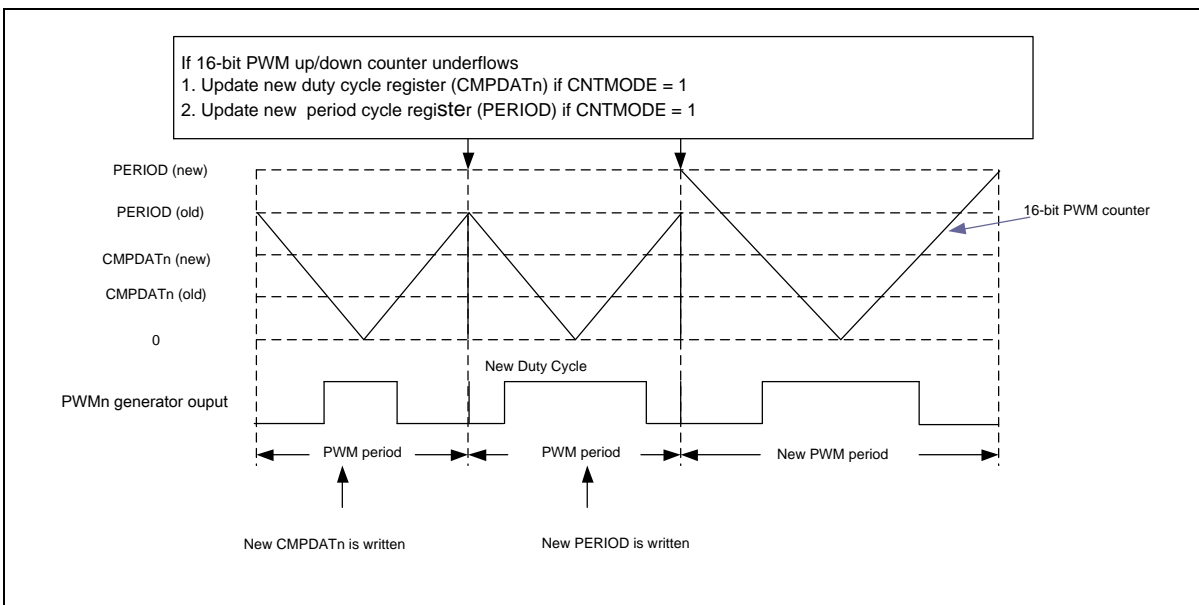 If 16-bit PWM up/down counter underflows
1. Update new duty cycle register (CMPDATn) if CNTMODE = 1
2. Update new period cycle register (PERIOD) if CNTMODE = 1
PERIOD (new)
PERIOD (old)
16-bit PWM counter
CMPDATn (new)
CMPDATn (old)
0
New Duty Cycle
PWMn generator ouput
PWM period
PWM period
New PWM period
New CMPDATn is written
New PERIOD is written